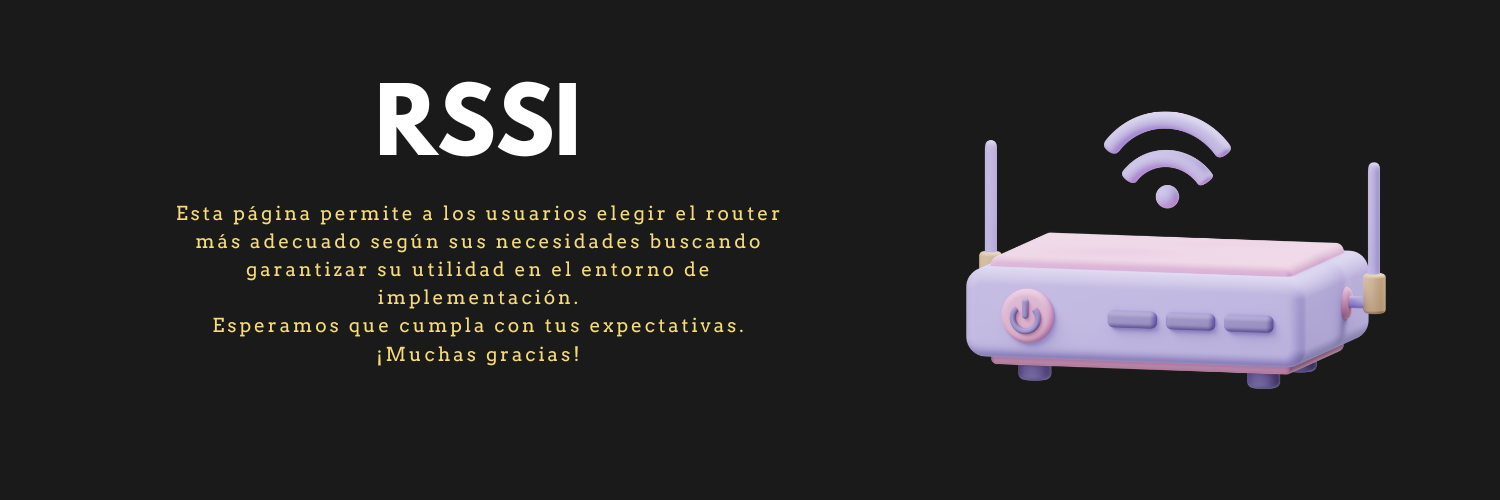 RSSI
Esta página permite a los usuarios elegir el router
más adecuado según sus necesidades buscando
garantizar su utilidad en el entorno de
implementación.
Esperamos que cumpla con tus expectativas.
¡Muchas gracias!